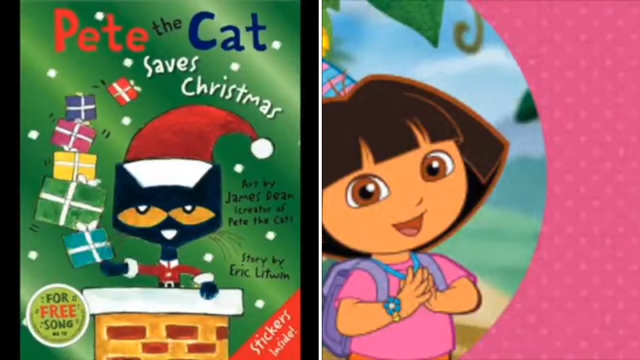 Pete the Cat
Saves
Christmas
Art by
James Dean
(creator of
Pete the Cat)
Story by
Eric Litwin
FOR
FREE
SONG
Stickers
Inside!